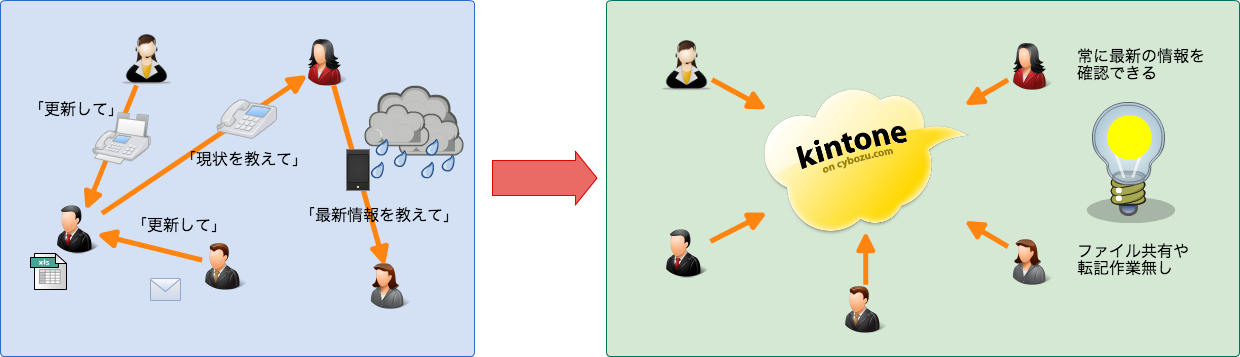 「更新して」
「現状を教えて」
「更新して」
「最新情報を教えて」
xls
kintone
on cybozu.com
常に最新の情報を
確認できる
ファイル共有や
転記作業無し